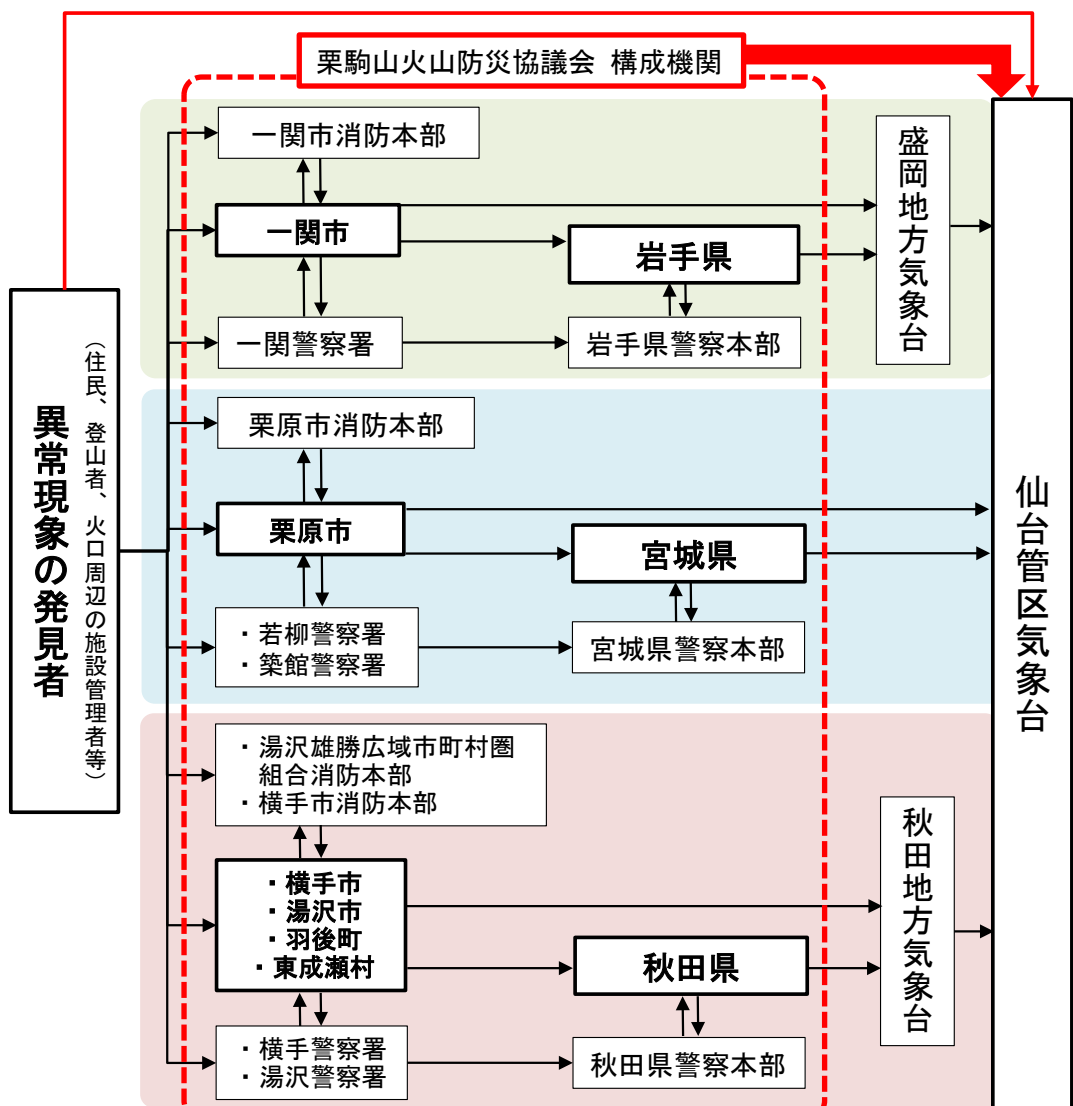 栗駒山火山防災協議会 構成機関
異常現象の発見者
（住民、登山者、火口周辺の施設管理者等）
一関市消防本部
一関市
一関警察署
岩手県
岩手県警察本部
盛岡地方気象台
栗原市消防本部
栗原市
・若柳警察署
・築館警察署
宮城県
宮城県警察本部
仙台管区気象台
・湯沢雄勝広域市町村圏
組合消防本部
・横手市消防本部
・横手市
・湯沢市
・羽後町
・東成瀬村
・横手警察署
・湯沢警察署
秋田県
秋田県警察本部
秋田地方気象台